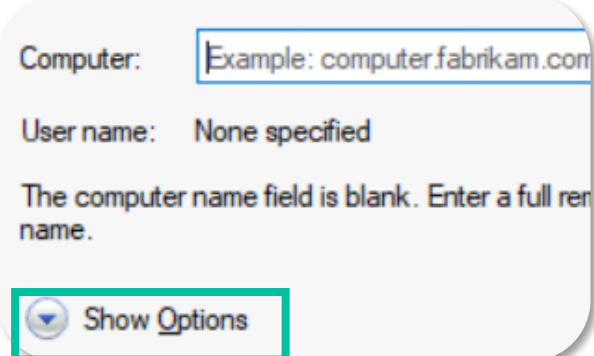 Computer: Example: computer.fabrikam.com
User name: None specified
The computer name field is blank. Enter a full
name.
Show Options